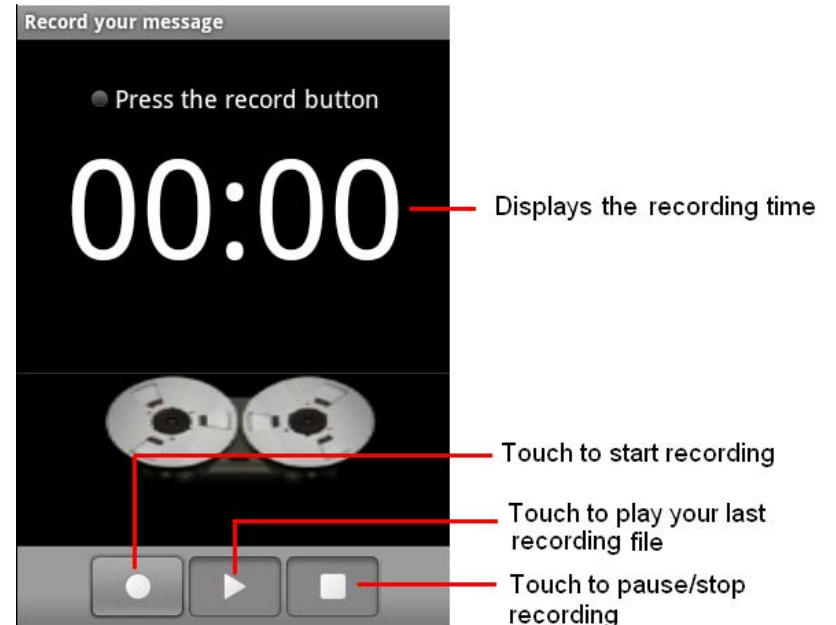 Record your message
Press the record button
00:00
Displays the recording time
Touch to start recording
Touch to play your last
recording file
Touch to pause/stop
recording